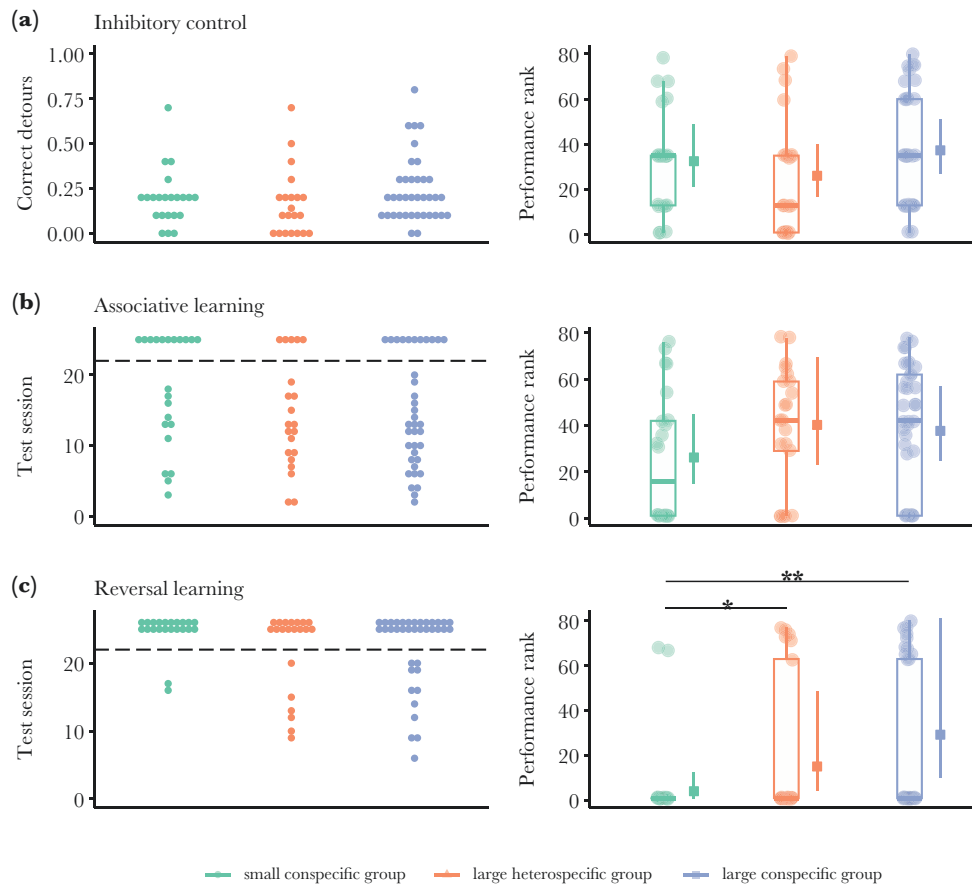 (a) Inhibitory control
Correct detours
1.00
0.75
0.50
0.25
0.00
Performance rank
80
60
40
20
0
(b) Associative learning
Test session
20
10
0
Performance rank
80
60
40
20
0
(c) Reversal learning
Test session
20
10
0
Performance rank
80
60
40
20
0
**
*
small conspecific group large heterospecific group large conspecific group